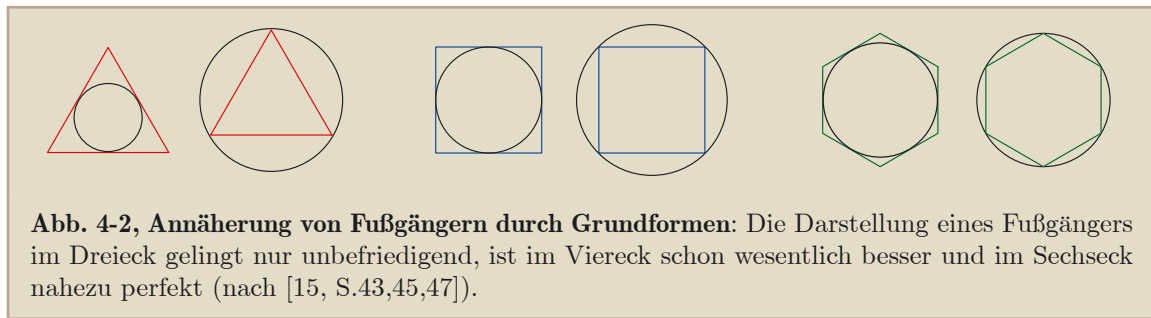 Abb. 4-2, Annäherung von Fußgängern durch Grundformen: Die Darstellung eines Fußgängers
im Dreieck gelingt nur unbefriedigend, ist im Viereck schon wesentlich besser und im Sechseck
nahezu perfekt (nach [15, S.43,45,47]).